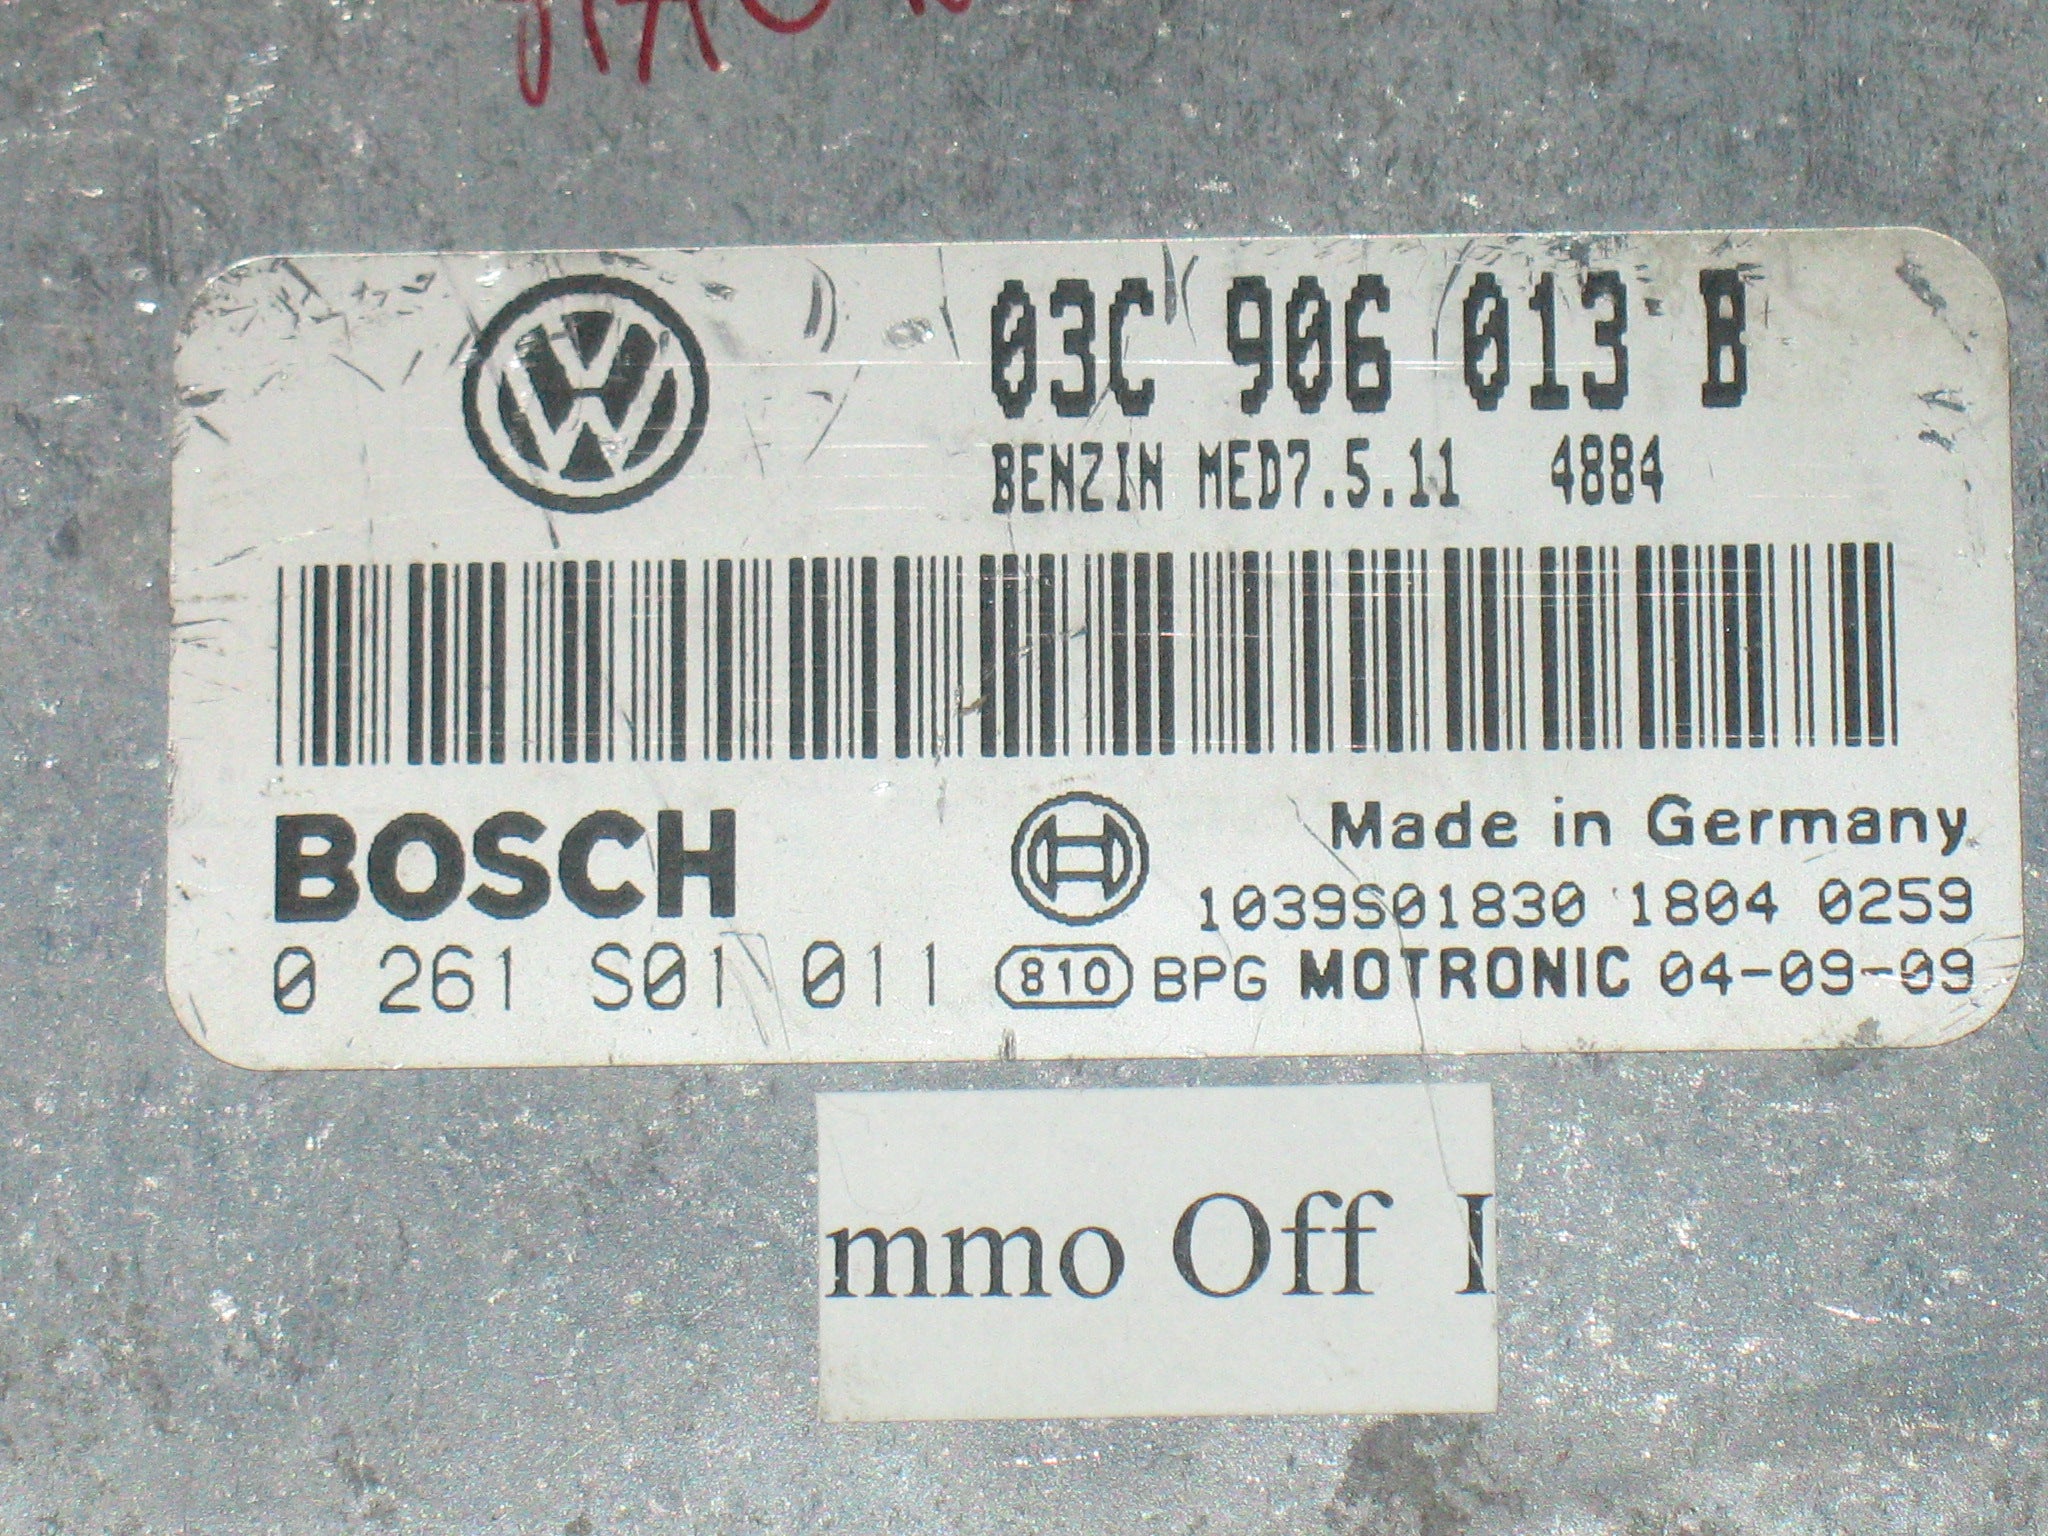 03C 906 013 B
BENZIN MED7.5.11 4884
BOSCH
Made in Germany
1039S01830 1804 0259
0 261 S01 011 810 BPG MOTRONIC 04-09-09
mmo Off I